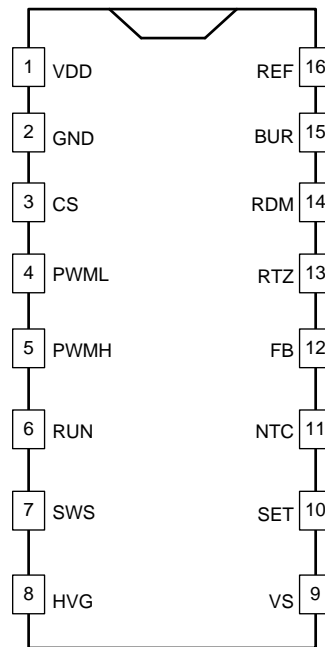 1 VDD REF 16
2 GND BUR 15
3 CS RDM 14
4 PWML RTZ 13
5 PWMH FB 12
6 RUN NTC 11
7 SWS SET 10
8 HVG VS 9